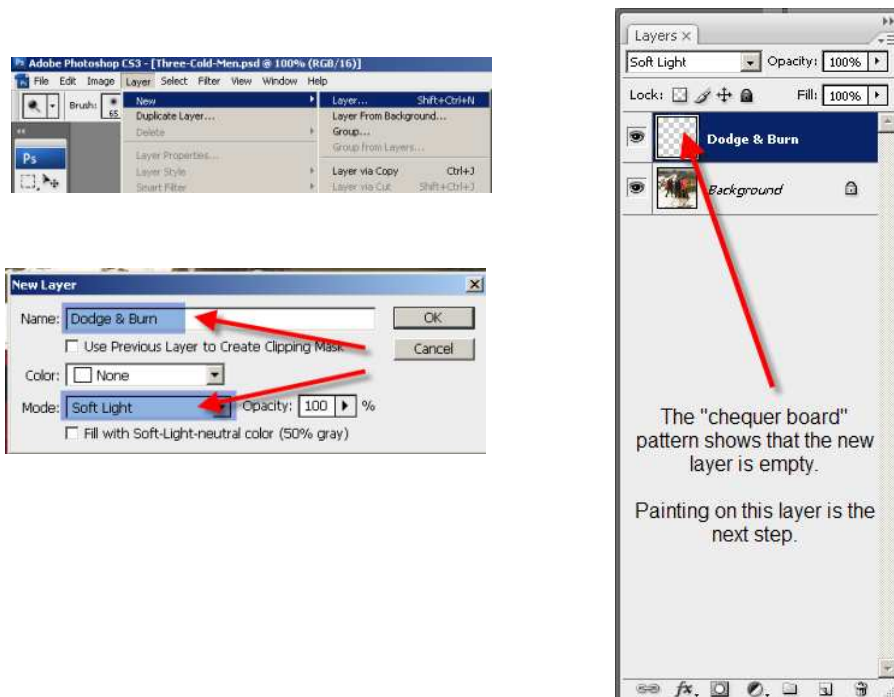 Adobe Photoshop CS3 - [Three-Cold-Men.psd @ 100% (RGB/16)]
File Edit Image Layer Select Filter View Window Help
Brush: 65
New
Duplicate Layer...
Delete
Layer Properties...
Layer Style
Smart Filter
Layer... Shift+Ctrl+N
Layer From Background...
Group...
Group from Layers...
Layer via Copy Ctrl+J
Layer via Cut Shift+Ctrl+J
Ps
New Layer
Name: Dodge & Burn OK
Use Previous Layer to Create Clipping Mask Cancel
Color: None
Mode: Soft Light Opacity: 100 %
Fill with Soft-Light-neutral color (50% gray)
Layers x
Soft Light Opacity: 100%
Lock: Fill: 100%
Dodge & Burn
Background
The "chequer board"
pattern shows that the new
layer is empty.
Painting on this layer is the
next step.
fx.